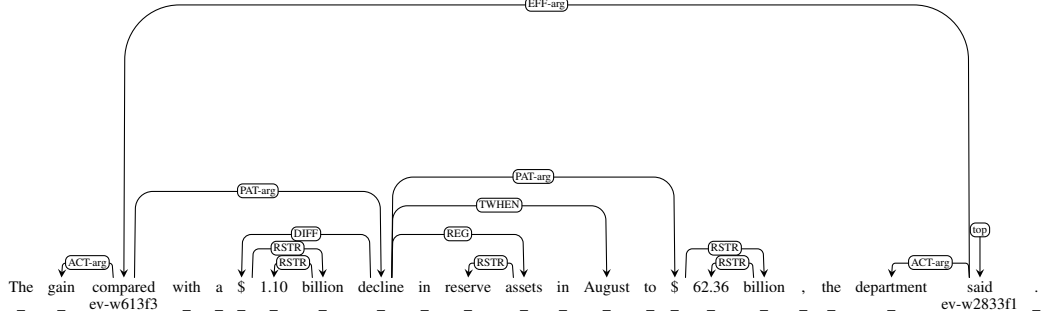 EFF-arg
PAT-arg
PAT-arg
TWHEN
top
DIFF
REG
RSTR
RSTR
ACT-arg
RSTR
RSTR
RSTR
ACT-arg
The gain compared with a $ 1.10 billion decline in reserve assets in August to $ 62.36 billion , the department said .
_ _ ev-w613f3 _ _ _ _ _ _ _ _ _ _ _ _ _ _ _ _ _ _ ev-w2833f1 _